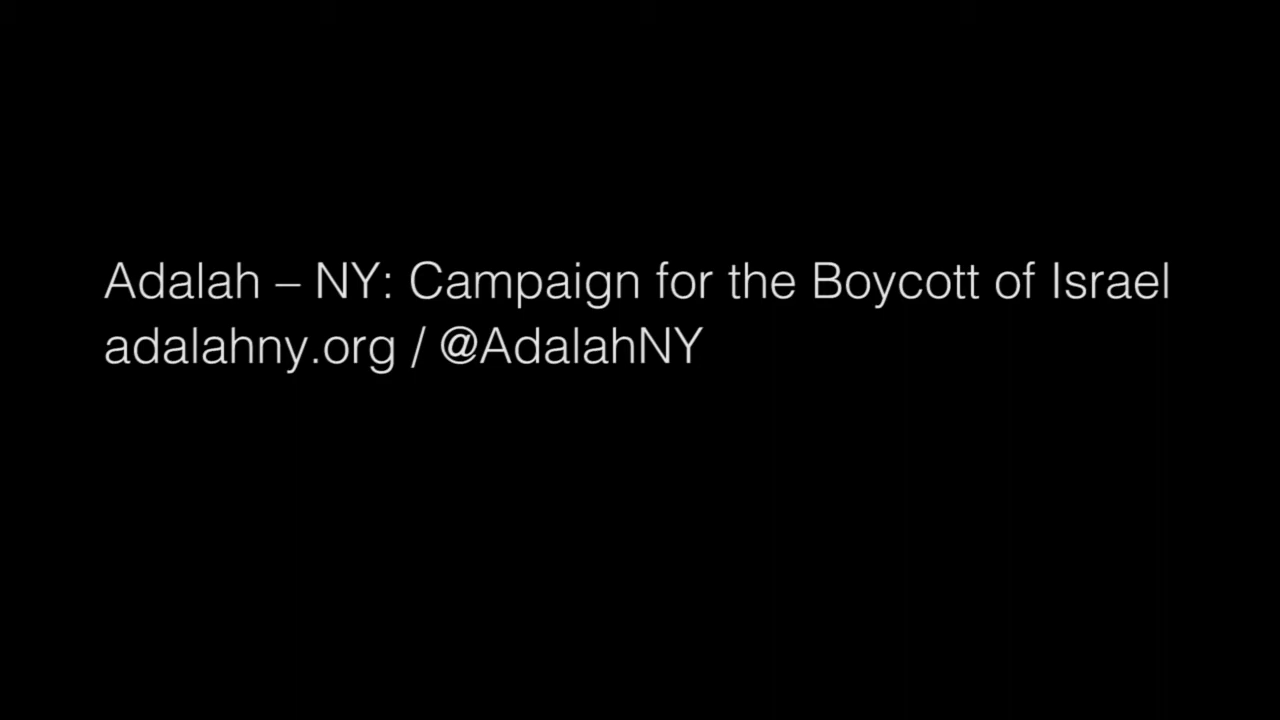 Adalah – NY: Campaign for the Boycott of Israel
adalahny.org / @AdalahNY